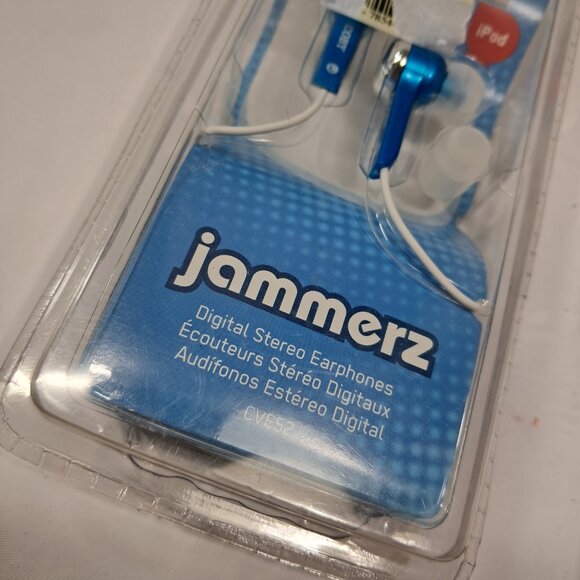 iPod
jammerz
Digital Stereo Earphones
Écouteurs Stéréo Digitaux
Audífonos Estéreo Digital
CVE52